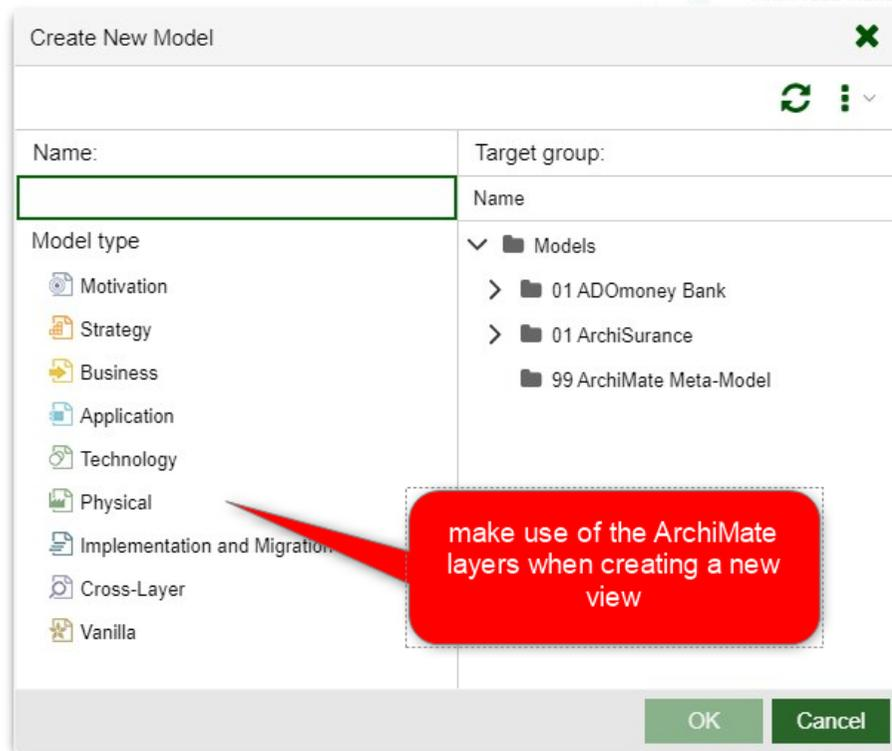 Create New Model
Name:
Target group:
Name
Model type
Motivation
Strategy
Business
Application
Technology
Physical
Implementation and Migration
Cross-Layer
Vanilla
Models
01 ADOmoney Bank
01 ArchiSurance
99 ArchiMate Meta-Model
make use of the ArchiMate
layers when creating a new
view
OK
Cancel